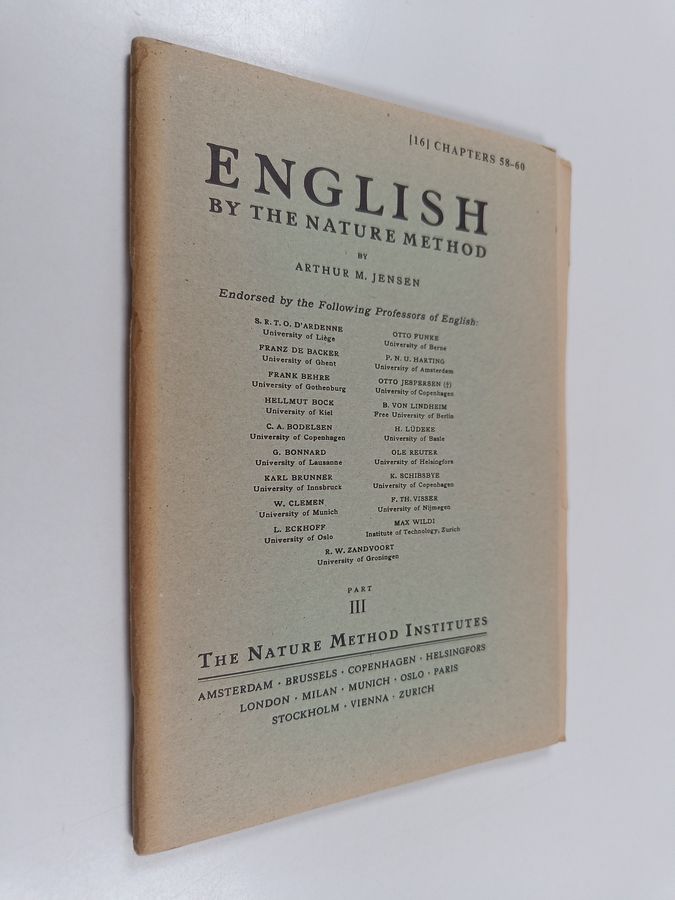 [16] CHAPTERS 58-60
ENGLISH
BY THE NATURE METHOD
BY
ARTHUR M. JENSEN
Endorsed by the Following Professors of English:
S. R. T. O. D'ARDENNE
University of Liège
FRANZ DE BACKER
University of Ghent
FRANK BEHRE
University of Gothenburg
HELLMUT BOCK
University of Kiel
C. A. BODELSEN
University of Copenhagen
G. BONNARD
University of Lausanne
KARL BRUNNER
University of Innsbruck
W. CLEMEN
University of Munich
L. ECKHOFF
University of Oslo
OTTO FUNKE
University of Berne
P. N. U. HARTING
University of Amsterdam
OTTO JESPERSEN (†)
University of Copenhagen
B. VON LINDHEIM
Free University of Berlin
H. LÜDEKE
University of Basle
OLE REUTER
University of Helsingfors
K. SCHIBSBYE
University of Copenhagen
F. TH. VISSER
University of Nijmegen
MAX WILDI
Institute of Technology, Zurich
R. W. ZANDVOORT
University of Groningen
PART
III
THE NATURE METHOD INSTITUTES
AMSTERDAM · BRUSSELS · COPENHAGEN · HELSINGFORS
LONDON · MILAN · MUNICH · OSLO · PARIS
STOCKHOLM · VIENNA · ZURICH